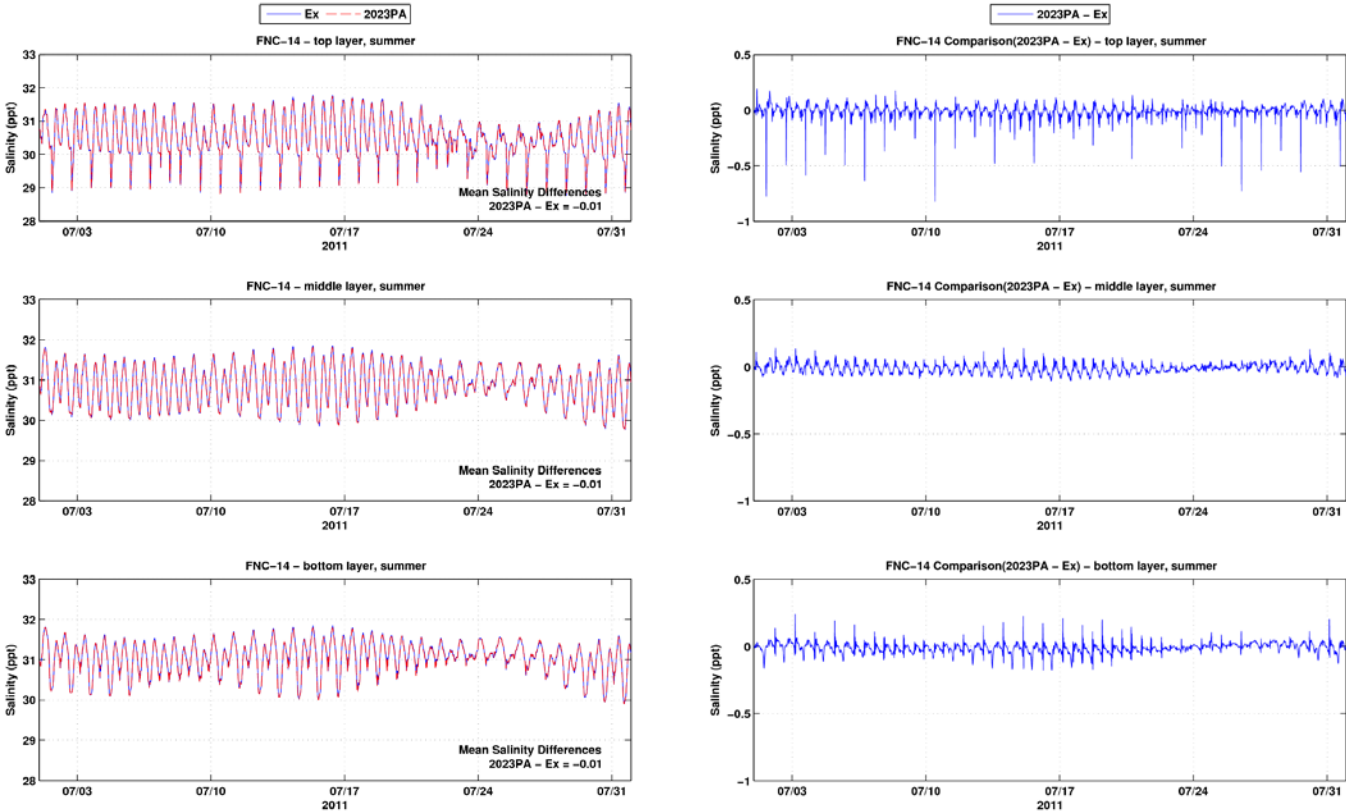 Ex 2023PA
2023PA − Ex
FNC−14 − top layer, summer
33
32
31
30
29
28
Salinity (ppt)
Mean Salinity Differences
2023PA − Ex = −0.01
07/03 07/10 07/17 07/24 07/31
2011
FNC−14 Comparison(2023PA − Ex) − top layer, summer
0.5
0
−0.5
−1
Salinity (ppt)
07/03 07/10 07/17 07/24 07/31
2011
FNC−14 − middle layer, summer
33
32
31
30
29
28
Salinity (ppt)
Mean Salinity Differences
2023PA − Ex = −0.01
07/03 07/10 07/17 07/24 07/31
2011
FNC−14 Comparison(2023PA − Ex) − middle layer, summer
0.5
0
−0.5
−1
Salinity (ppt)
07/03 07/10 07/17 07/24 07/31
2011
FNC−14 − bottom layer, summer
33
32
31
30
29
28
Salinity (ppt)
Mean Salinity Differences
2023PA − Ex = −0.01
07/03 07/10 07/17 07/24 07/31
2011
FNC−14 Comparison(2023PA − Ex) − bottom layer, summer
0.5
0
−0.5
−1
Salinity (ppt)
07/03 07/10 07/17 07/24 07/31
2011